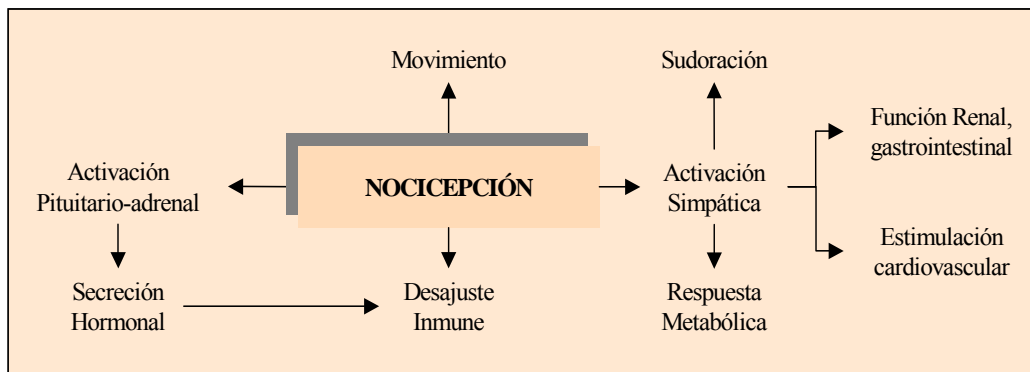 Movimiento
Sudoración
Función Renal,
gastrointestinal
Activación
Pituitario-adrenal
NOCICEPCIÓN
Activación
Simpática
Estimulación
cardiovascular
Secreción
Hormonal
Desajuste
Inmune
Respuesta
Metabólica